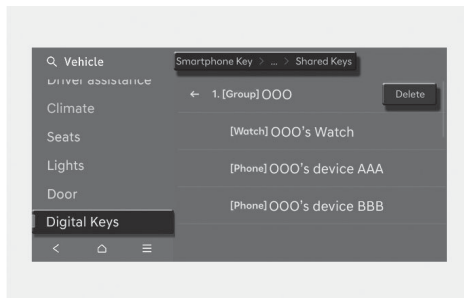 Vehicle
Driver assistance
Climate
Seats
Lights
Door
Digital Keys
Smartphone Key > ... > Shared Keys
← 1. [Group] OOO
Delete
[Watch] OOO's Watch
[Phone] OOO's device AAA
[Phone] OOO's device BBB